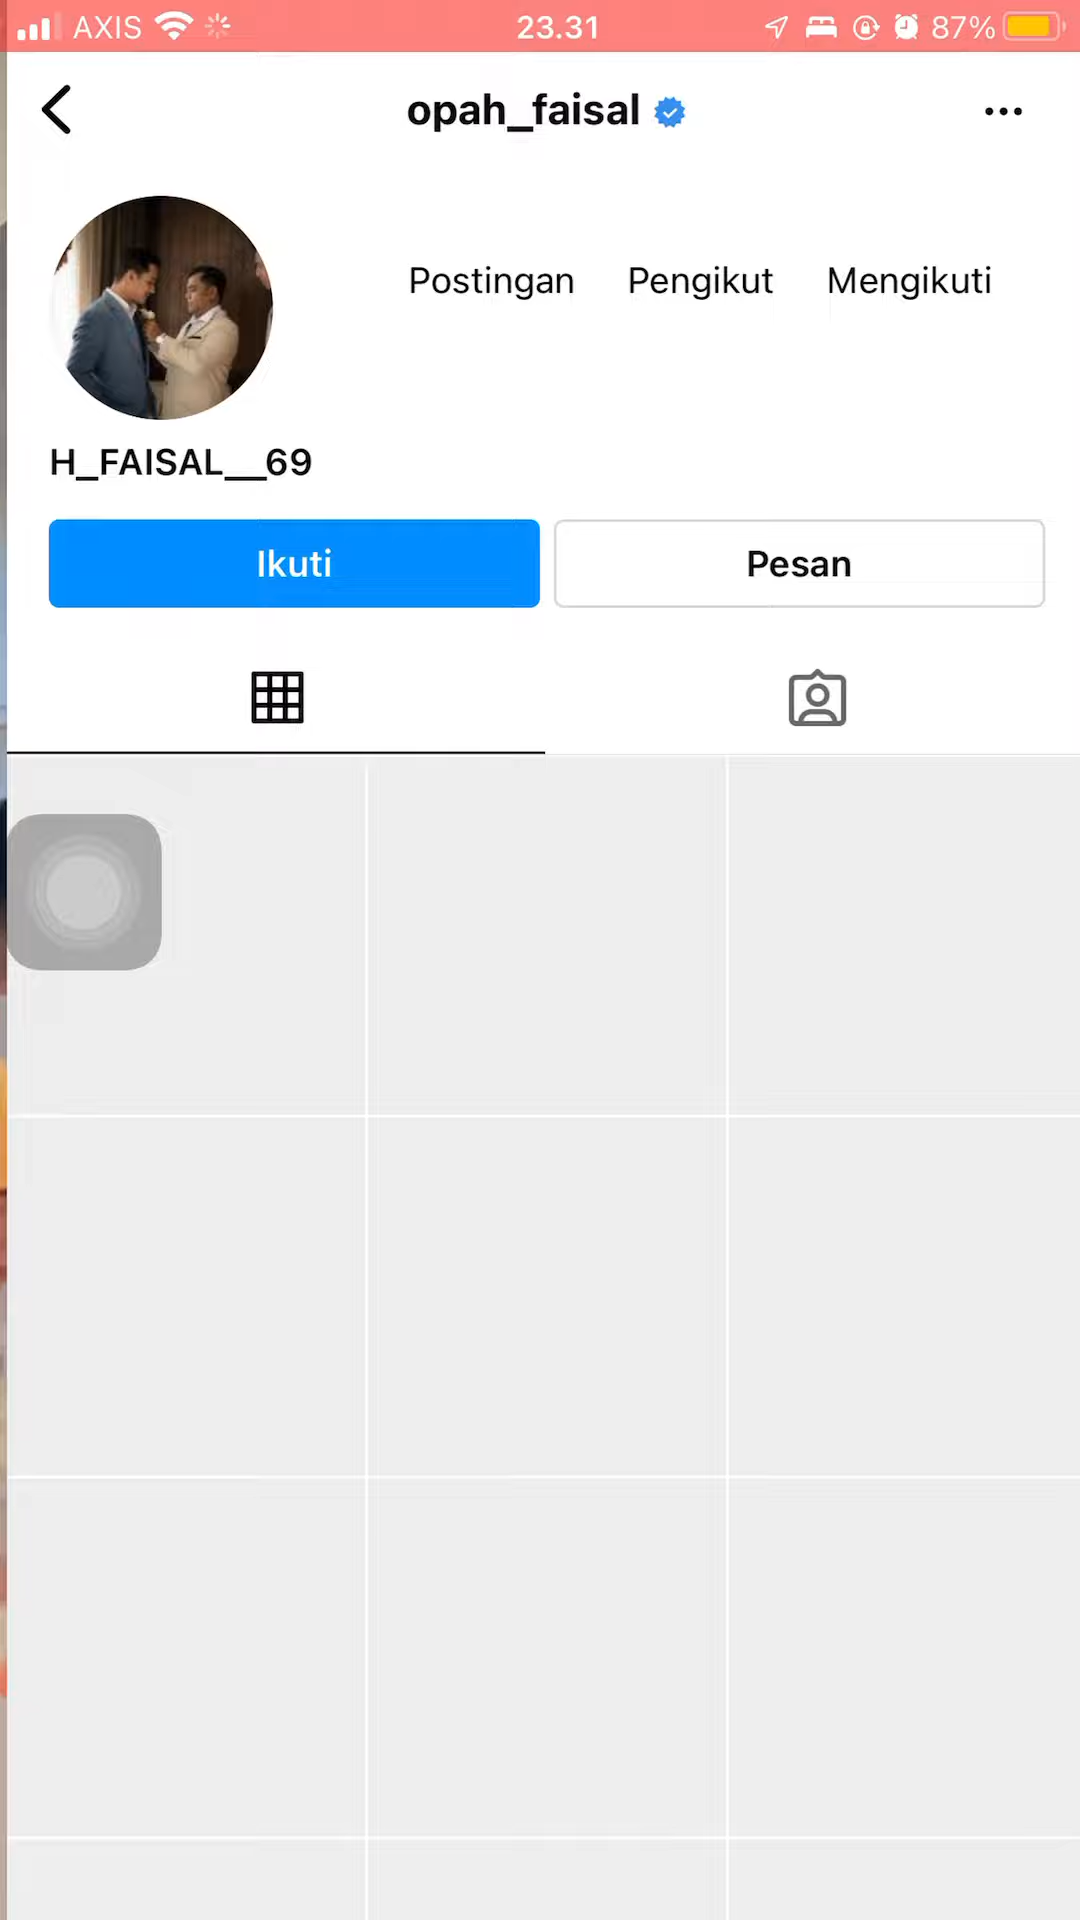 AXIS 23.31 87%
opah_faisal
Postingan Pengikut Mengikuti
H_FAISAL__69
Ikuti Pesan